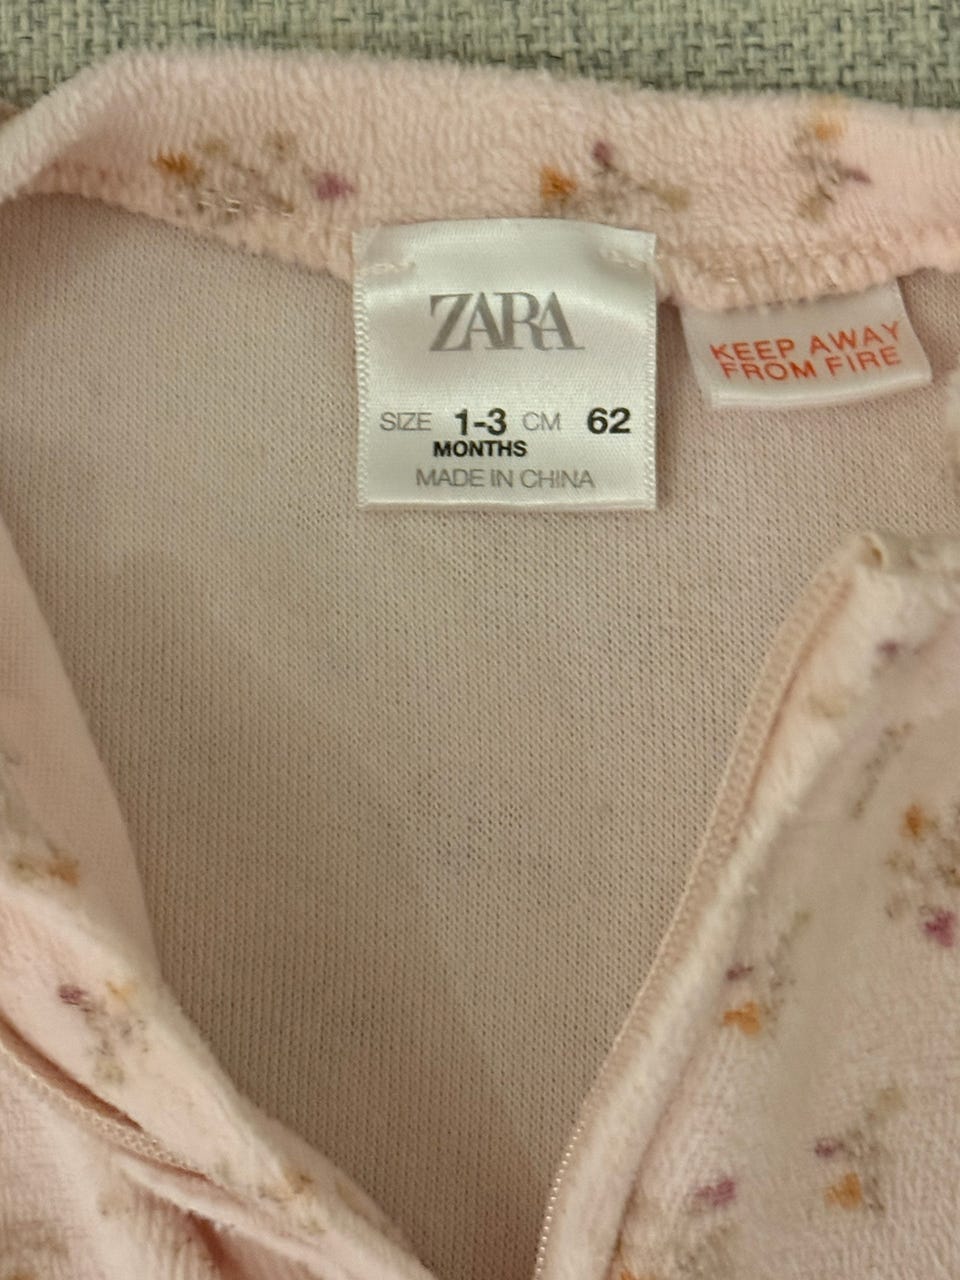 ZARA
SIZE 1-3 CM 62
MONTHS
MADE IN CHINA
KEEP AWAY
FROM FIRE